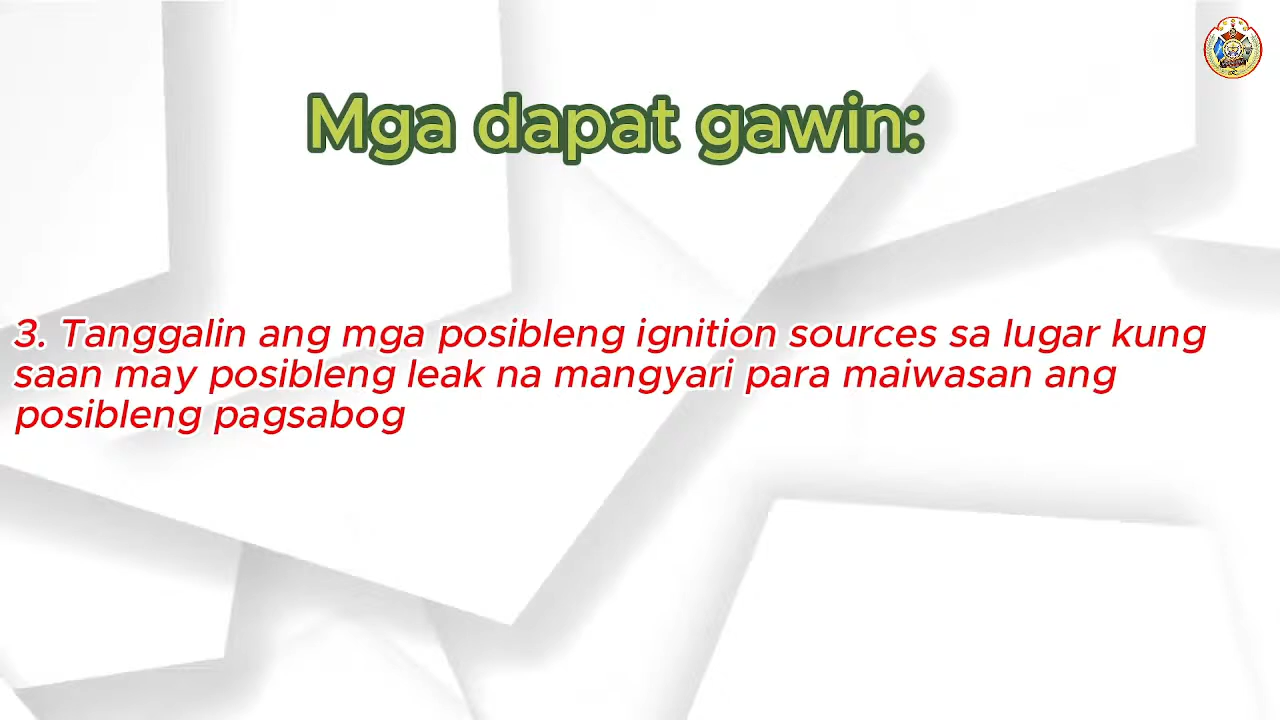 Mga dapat gawin:
3. Tanggalin ang mga posibleng ignition sources sa lugar kung
saan may posibleng leak na mangyari para maiwasan ang
posibleng pagsabog